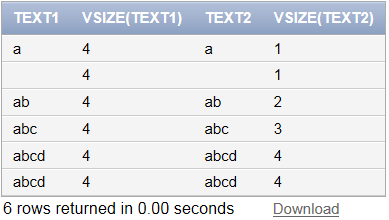 TEXT1 VSIZE(TEXT1) TEXT2 VSIZE(TEXT2)
a 4 a 1
4 1
ab 4 ab 2
abc 4 abc 3
abcd 4 abcd 4
abcd 4 abcd 4
6 rows returned in 0.00 seconds Download